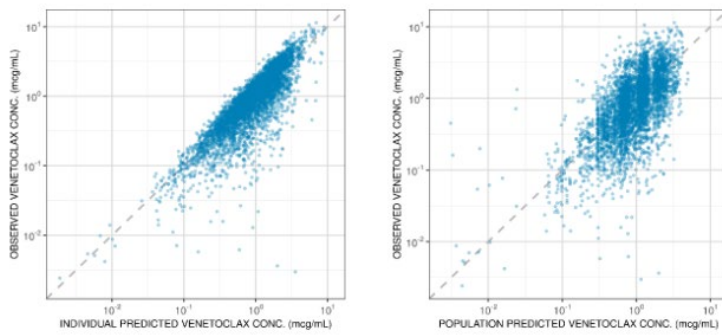 OBSERVED VENETOCLAX CONC. (mcg/mL)
10¹
10⁰
10⁻¹
10⁻²
10⁻² 10⁻¹ 10⁰ 10¹
INDIVIDUAL PREDICTED VENETOCLAX CONC. (mcg/mL)
OBSERVED VENETOCLAX CONC. (mcg/mL)
10¹
10⁰
10⁻¹
10⁻²
10⁻² 10⁻¹ 10⁰ 10¹
POPULATION PREDICTED VENETOCLAX CONC. (mcg/mL)